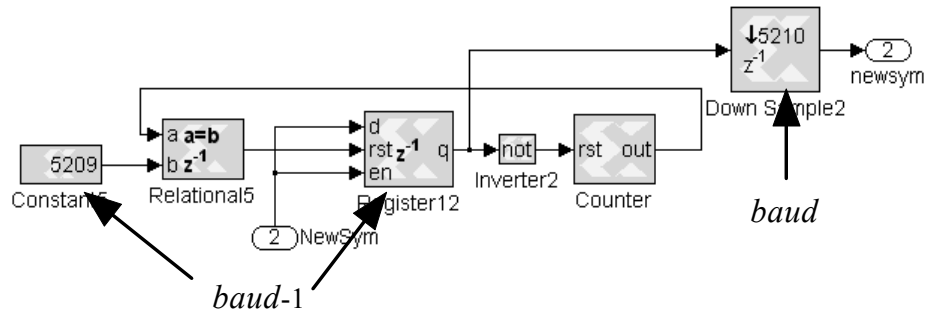 ↓5210
z⁻¹
2
newsym
Down Sample2
a a=b
b z⁻¹
d
rst z⁻¹ q
en
not
rst out
5209
Relational5
Inverter2
Counter
Constant5
Register12
2
NewSym
baud
baud-1